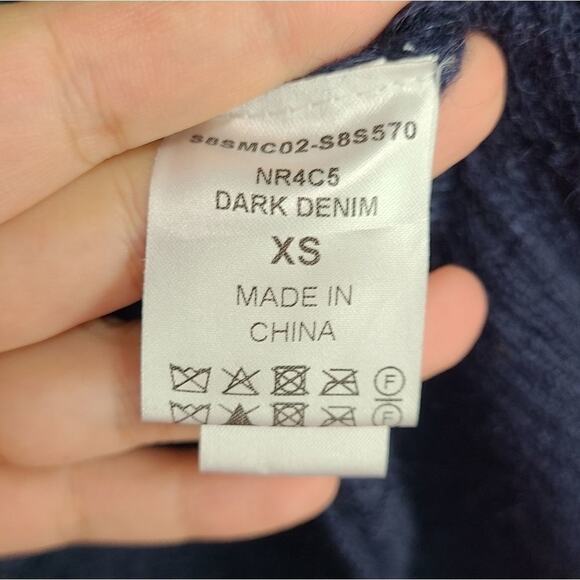 S8SMC02-S8S570
NR4C5
DARK DENIM
XS
MADE IN
CHINA
F
F